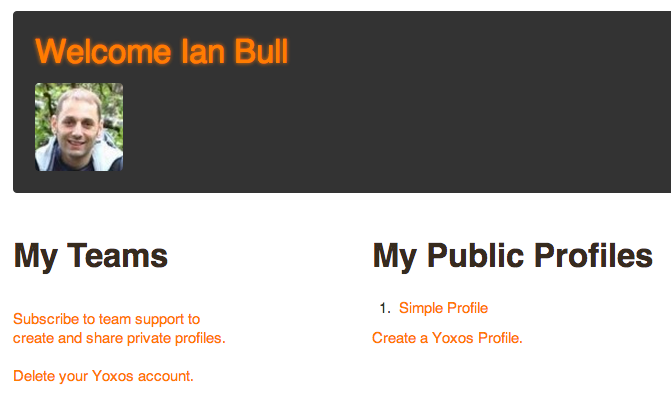 Welcome Ian Bull
My Teams
Subscribe to team support to
create and share private profiles.
Delete your Yoxos account.
My Public Profiles
1. Simple Profile
Create a Yoxos Profile.